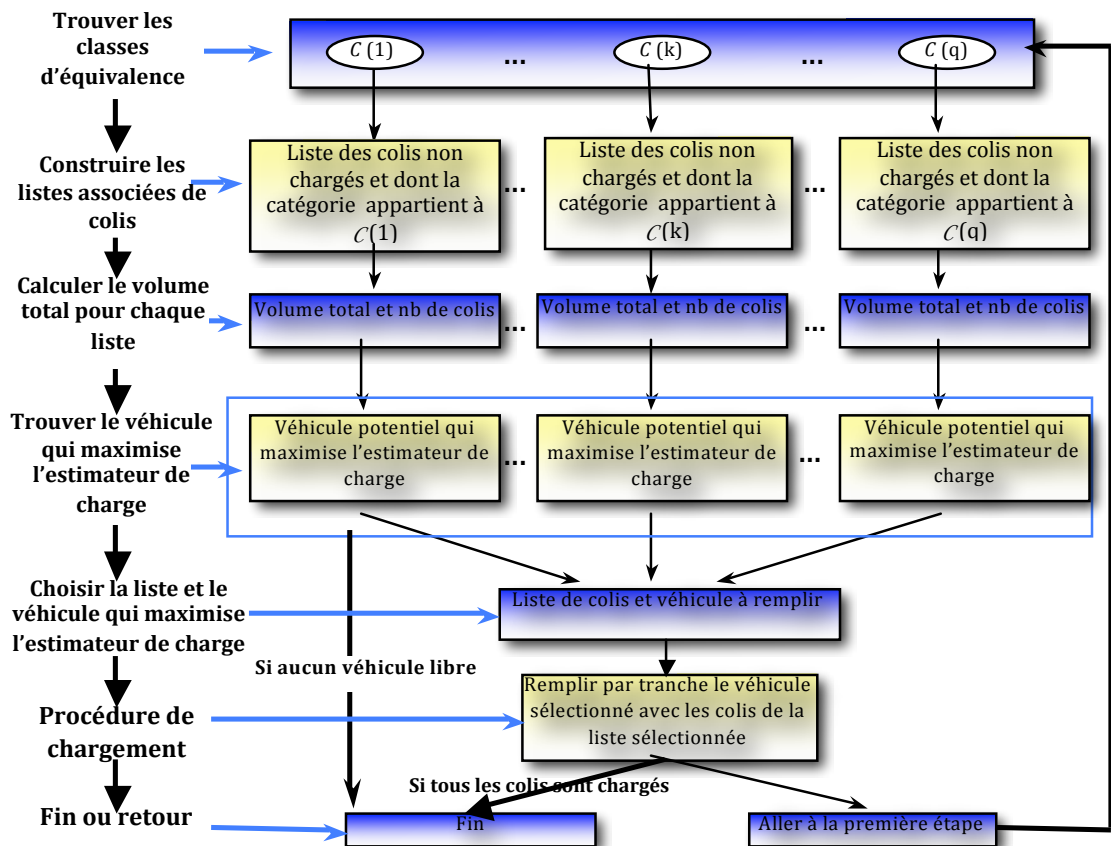 Trouver les
classes
d'équivalence
C (1)
...
C (k)
...
C (q)
Construire les
listes associées de
colis
Liste des colis non
chargés et dont la
catégorie appartient à
C (1)
...
Liste des colis non
chargés et dont la
catégorie appartient à
C (k)
...
Liste des colis non
chargés et dont la
catégorie appartient à
C (q)
Calculer le volume
total pour chaque
liste
Volume total et nb de colis
...
Volume total et nb de colis
...
Volume total et nb de colis
Trouver le véhicule
qui maximise
l'estimateur de
charge
Véhicule potentiel qui
maximise l'estimateur de
charge
...
Véhicule potentiel qui
maximise l'estimateur de
charge
...
Véhicule potentiel qui
maximise l'estimateur de
charge
Choisir la liste et le
véhicule qui maximise
l'estimateur de charge
Liste de colis et véhicule à remplir
Si aucun véhicule libre
Procédure de
chargement
Remplir par tranche le véhicule
sélectionné avec les colis de la
liste sélectionnée
Si tous les colis sont chargés
Fin ou retour
Fin
Aller à la première étape